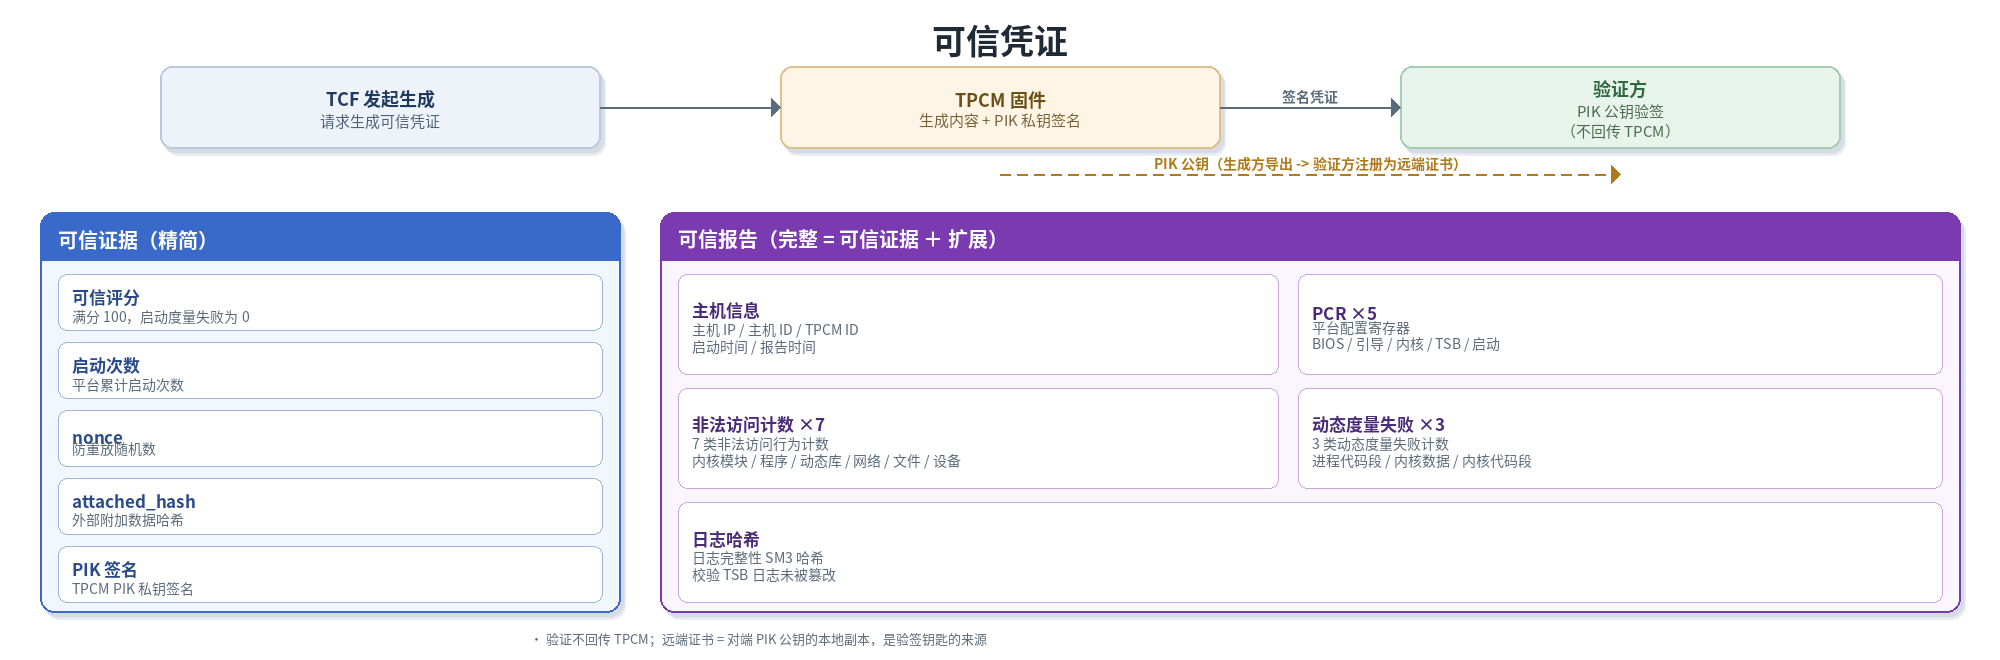 可信凭证
TCF 发起生成
请求生成可信凭证
TPCM 固件
生成内容 + PIK 私钥签名
签名凭证
验证方
PIK 公钥验签
（不回传 TPCM）
PIK 公钥（生成方导出 -> 验证方注册为远端证书）
可信证据（精简）
可信评分
满分 100，启动度量失败为 0
启动次数
平台累计启动次数
nonce
防重放随机数
attached_hash
外部附加数据哈希
PIK 签名
TPCM PIK 私钥签名
可信报告（完整 = 可信证据 ＋ 扩展）
主机信息
主机 IP / 主机 ID / TPCM ID
启动时间 / 报告时间
PCR ×5
平台配置寄存器
BIOS / 引导 / 内核 / TSB / 启动
非法访问计数 ×7
7 类非法访问行为计数
内核模块 / 程序 / 动态库 / 网络 / 文件 / 设备
动态度量失败 ×3
3 类动态度量失败计数
进程代码段 / 内核数据 / 内核代码段
日志哈希
日志完整性 SM3 哈希
校验 TSB 日志未被篡改
· 验证不回传 TPCM；远端证书 = 对端 PIK 公钥的本地副本，是验签钥匙的来源